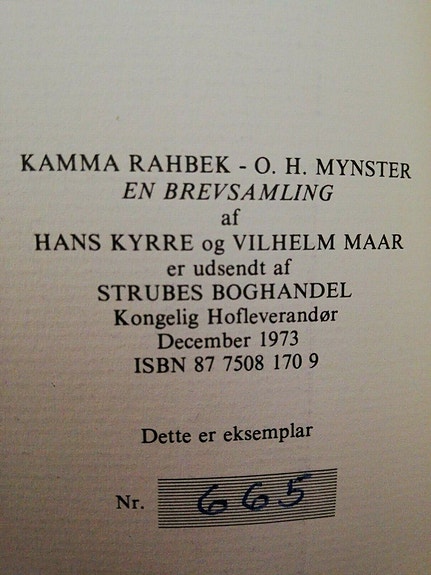 KAMMA RAHBEK - O. H. MYNSTER
EN BREVSAMLING
af
HANS KYRRE og VILHELM MAAR
er udsendt af
STRUBES BOGHANDEL
Kongelig Hofleverandør
December 1973
ISBN 87 7508 170 9
Dette er eksemplar
Nr. 665